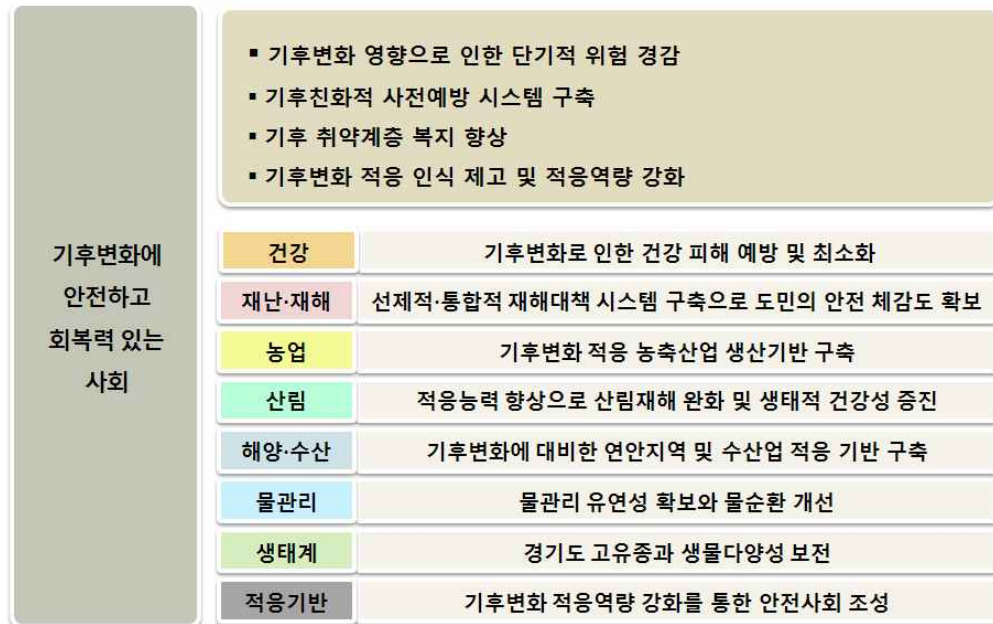 기후변화에
안전하고
회복력 있는
사회
▪ 기후변화 영향으로 인한 단기적 위험 경감
▪ 기후친화적 사전예방 시스템 구축
▪ 기후 취약계층 복지 향상
▪ 기후변화 적응 인식 제고 및 적응역량 강화
건강 기후변화로 인한 건강 피해 예방 및 최소화
재난·재해 선제적·통합적 재해대책 시스템 구축으로 도민의 안전 체감도 확보
농업 기후변화 적응 농축산업 생산기반 구축
산림 적응능력 향상으로 산림재해 완화 및 생태적 건강성 증진
해양·수산 기후변화에 대비한 연안지역 및 수산업 적응 기반 구축
물관리 물관리 유연성 확보와 물순환 개선
생태계 경기도 고유종과 생물다양성 보전
적응기반 기후변화 적응역량 강화를 통한 안전사회 조성